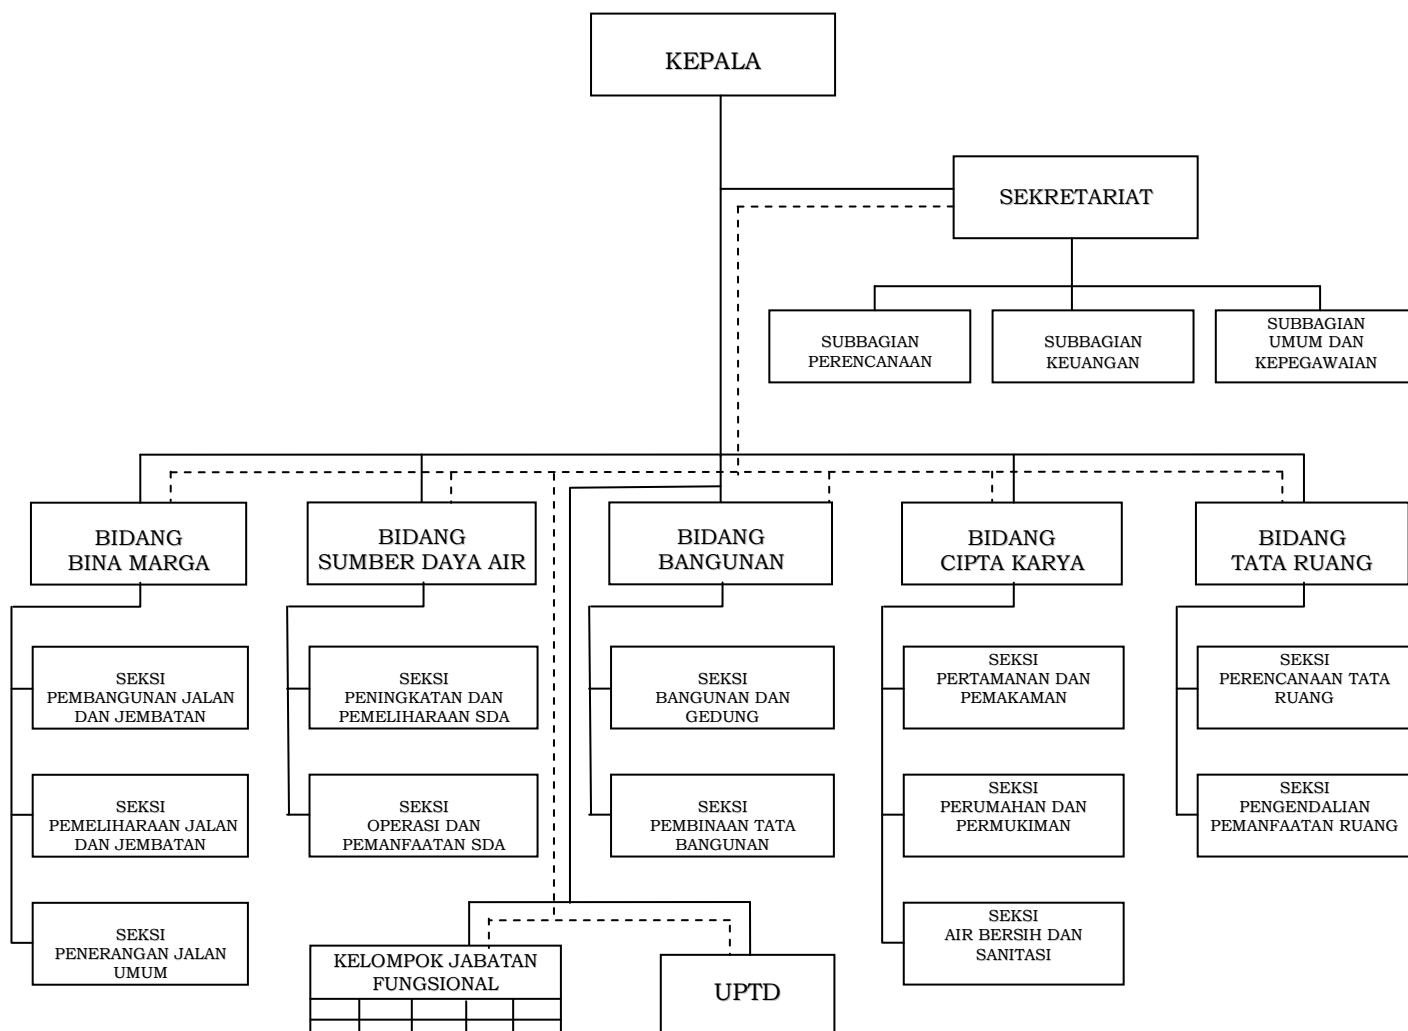 KEPALA
SEKRETARIAT
SUBBAGIAN
PERENCANAAN
SUBBAGIAN
KEUANGAN
SUBBAGIAN
UMUM DAN
KEPEGAWAIAN
BIDANG
BINA MARGA
BIDANG
SUMBER DAYA AIR
BIDANG
BANGUNAN
BIDANG
CIPTA KARYA
BIDANG
TATA RUANG
SEKSI
PEMBANGUNAN JALAN
DAN JEMBATAN
SEKSI
PENINGKATAN DAN
PEMELIHARAAN SDA
SEKSI
BANGUNAN DAN
GEDUNG
SEKSI
PERTAMANAN DAN
PEMAKAMAN
SEKSI
PERENCANAAN TATA
RUANG
SEKSI
PEMELIHARAAN JALAN
DAN JEMBATAN
SEKSI
OPERASI DAN
PEMANFAATAN SDA
SEKSI
PEMBINAAN TATA
BANGUNAN
SEKSI
PERUMAHAN DAN
PERMUKIMAN
SEKSI
PENGENDALIAN
PEMANFAATAN RUANG
SEKSI
PENERANGAN JALAN
UMUM
KELOMPOK JABATAN
FUNGSIONAL
UPTD
SEKSI
AIR BERSIH DAN
SANITASI